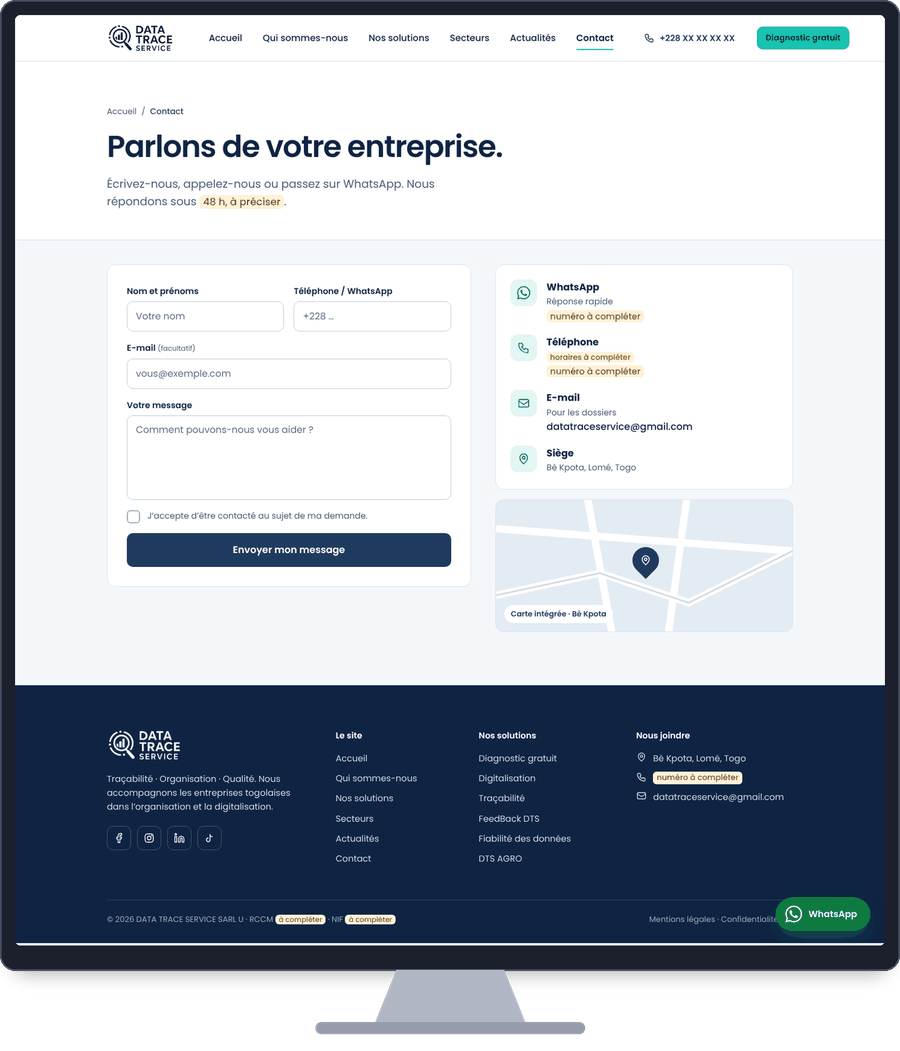 DATA
TRACE
SERVICE
Accueil Qui sommes-nous Nos solutions Secteurs Actualités Contact +228 XX XX XX XX Diagnostic gratuit
Accueil / Contact
Parlons de votre entreprise.
Écrivez-nous, appelez-nous ou passez sur WhatsApp. Nous
répondons sous 48 h, à préciser.
Nom et prénoms
Votre nom
Téléphone / WhatsApp
+228 ...
E-mail (facultatif)
vous@exemple.com
Votre message
Comment pouvons-nous vous aider ?
J'accepte d'être contacté au sujet de ma demande.
Envoyer mon message
WhatsApp
Réponse rapide
numéro à compléter
Téléphone
horaires à compléter
numéro à compléter
E-mail
Pour les dossiers
datatraceservice@gmail.com
Siège
Bè Kpota, Lomé, Togo
Carte intégrée · Bè Kpota
DATA
TRACE
SERVICE
Traçabilité · Organisation · Qualité. Nous
accompagnons les entreprises togolaises
dans l'organisation et la digitalisation.
Le site
Accueil
Qui sommes-nous
Nos solutions
Secteurs
Actualités
Contact
Nos solutions
Diagnostic gratuit
Digitalisation
Traçabilité
FeedBack DTS
Fiabilité des données
DTS AGRO
Nous joindre
Bè Kpota, Lomé, Togo
numéro à compléter
datatraceservice@gmail.com
© 2026 DATA TRACE SERVICE SARL U · RCCM à compléter · NIF à compléter
Mentions légales · Confidentialité
WhatsApp